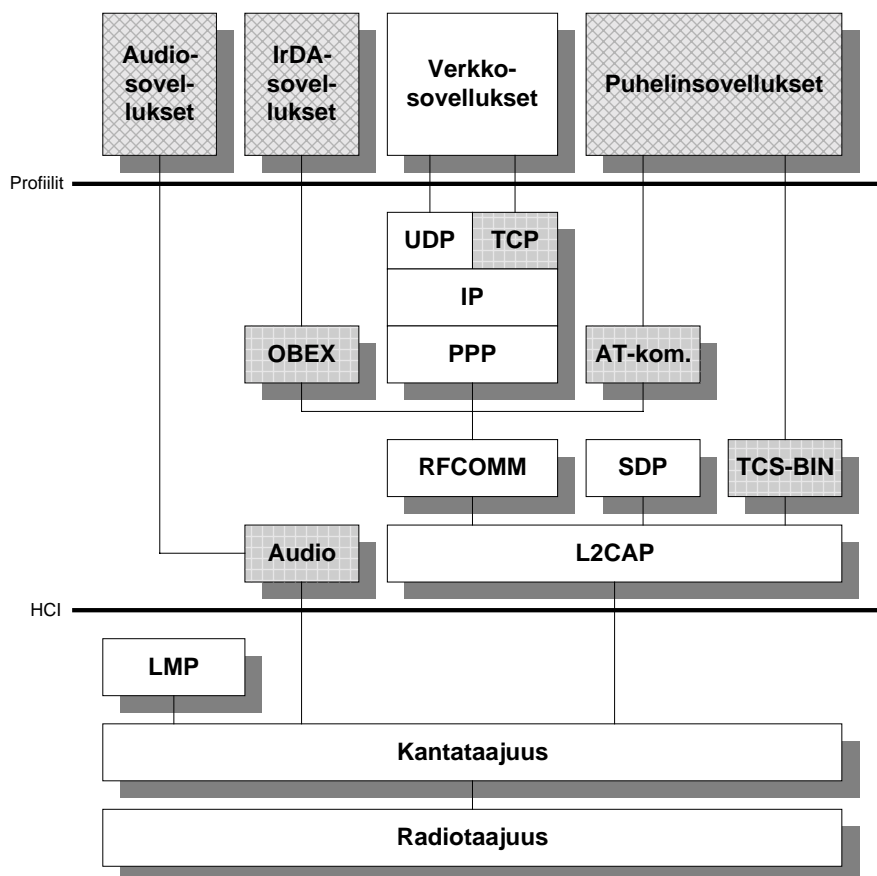 Audio-
sovel-
lukset
IrDA-
sovel-
lukset
Verkko-
sovellukset
Puhelinsovellukset
Profiilit
UDP
TCP
IP
OBEX
PPP
AT-kom.
RFCOMM
SDP
TCS-BIN
Audio
L2CAP
HCI
LMP
Kantataajuus
Radiotaajuus